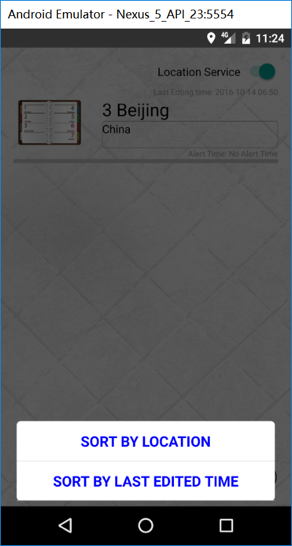 Android Emulator - Nexus_5_API_23:5554
4G
11:24
Location Service
Last Editing time: 2016-10-14 06:50
3 Beijing
China
Alert Time: No Alert Time
SORT BY LOCATION
SORT BY LAST EDITED TIME